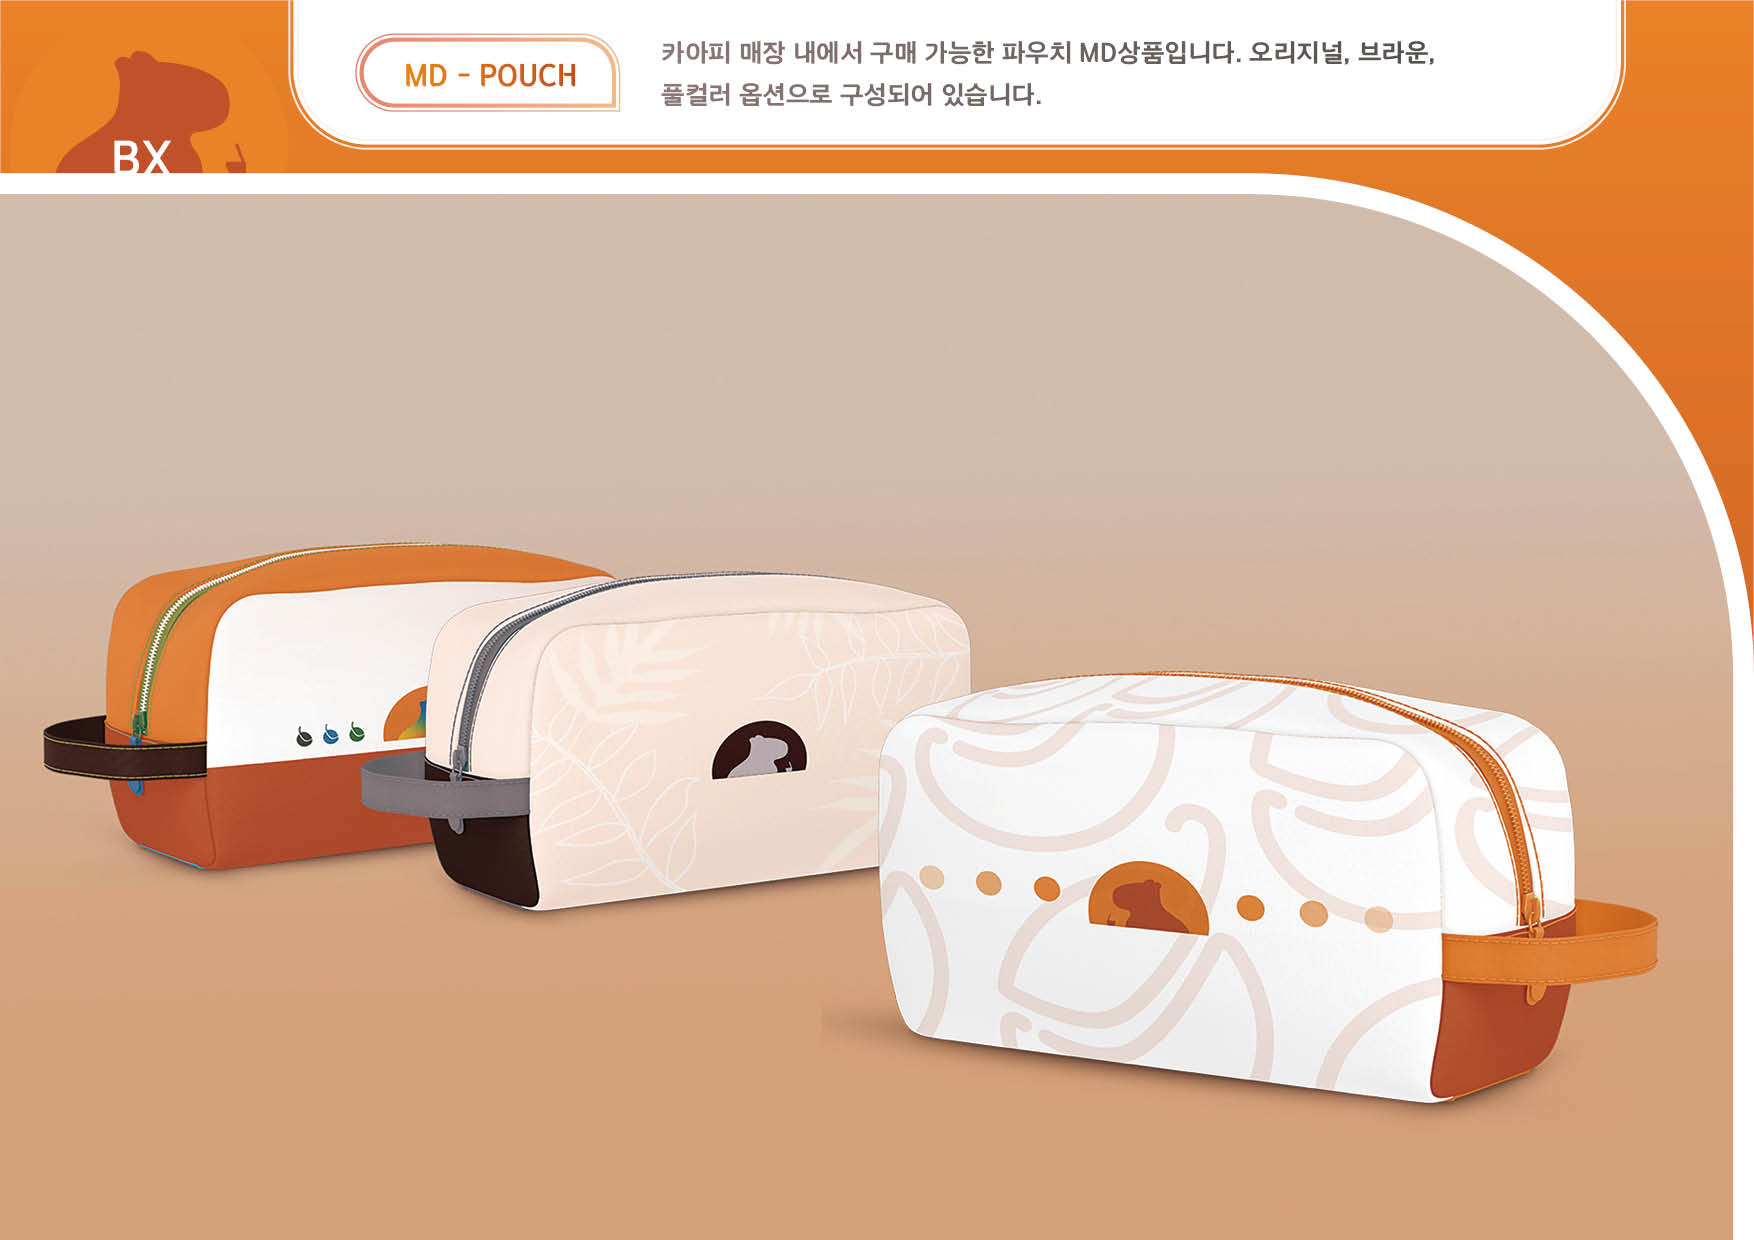 MD - POUCH
카아피 매장 내에서 구매 가능한 파우치 MD상품입니다. 오리지널, 브라운,
풀컬러 옵션으로 구성되어 있습니다.
BX